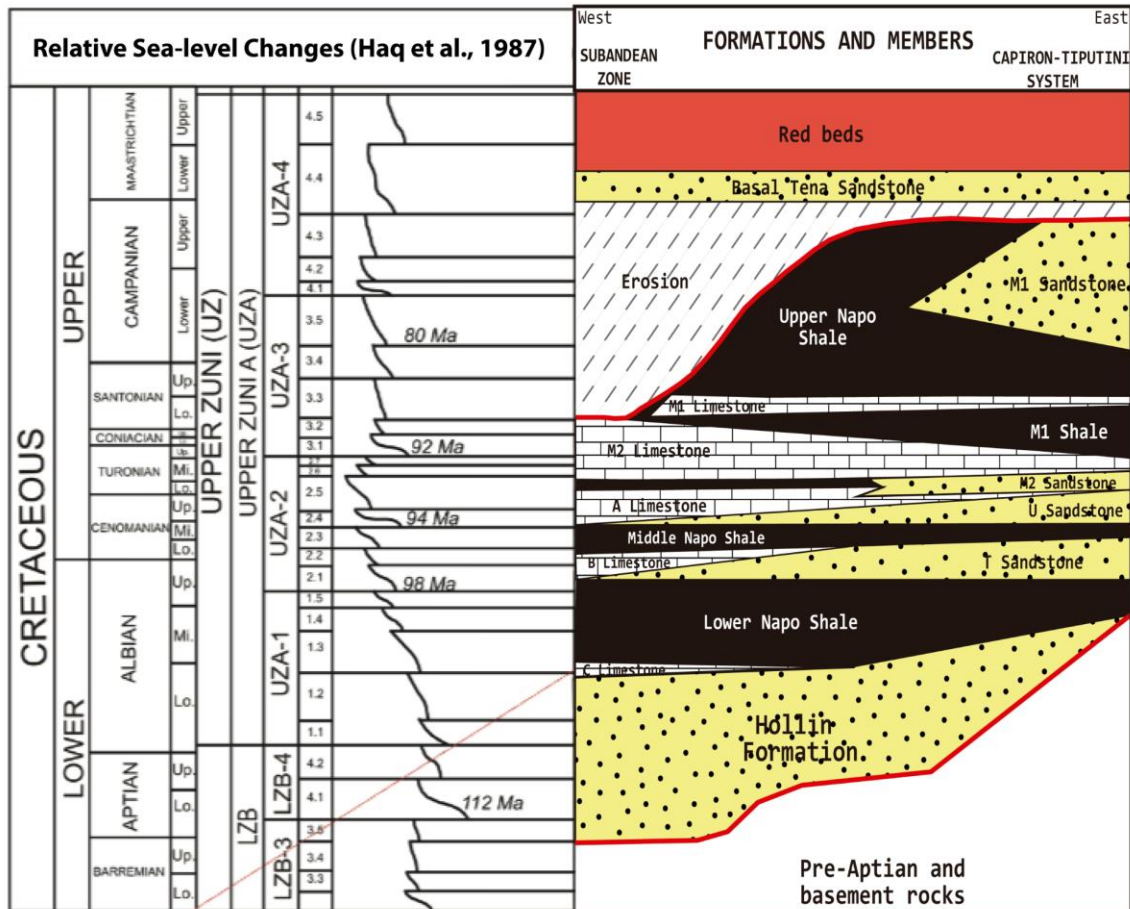 Relative Sea-level Changes (Haq et al., 1987)
West
East
FORMATIONS AND MEMBERS
SUBANDEAN
ZONE
CAPIRON-TIPUTINI
SYSTEM
CRETACEOUS
UPPER
LOWER
MAASTRICHTIAN
CAMPANIAN
SANTONIAN
CONIACIAN
TURONIAN
CENOMANIAN
ALBIAN
APTIAN
BARREMIAN
Upper
Lower
Upper
Lower
Up.
Lo.
Up.
Mi.
Lo.
Up.
Mi.
Lo.
Up.
Mi.
Lo.
Up.
Lo.
Up.
Lo.
UPPER ZUNI (UZ)
UPPER ZUNI A (UZA)
LZB
UZA-4
UZA-3
UZA-2
UZA-1
LZB-4
LZB-3
4.5
4.4
4.3
4.2
4.1
3.5
3.4
3.3
3.2
3.1
2.7
2.6
2.5
2.4
2.3
2.2
2.1
1.5
1.4
1.3
1.2
1.1
4.2
4.1
3.5
3.4
3.3
80 Ma
92 Ma
94 Ma
98 Ma
112 Ma
Red beds
Basal Tena Sandstone
Erosion
M1 Sandstone
Upper Napo
Shale
M1 Limestone
M1 Shale
M2 Limestone
M2 Sandstone
A Limestone
U Sandstone
Middle Napo Shale
B Limestone
T Sandstone
Lower Napo Shale
C Limestone
Hollin
Formation
Pre-Aptian and
basement rocks